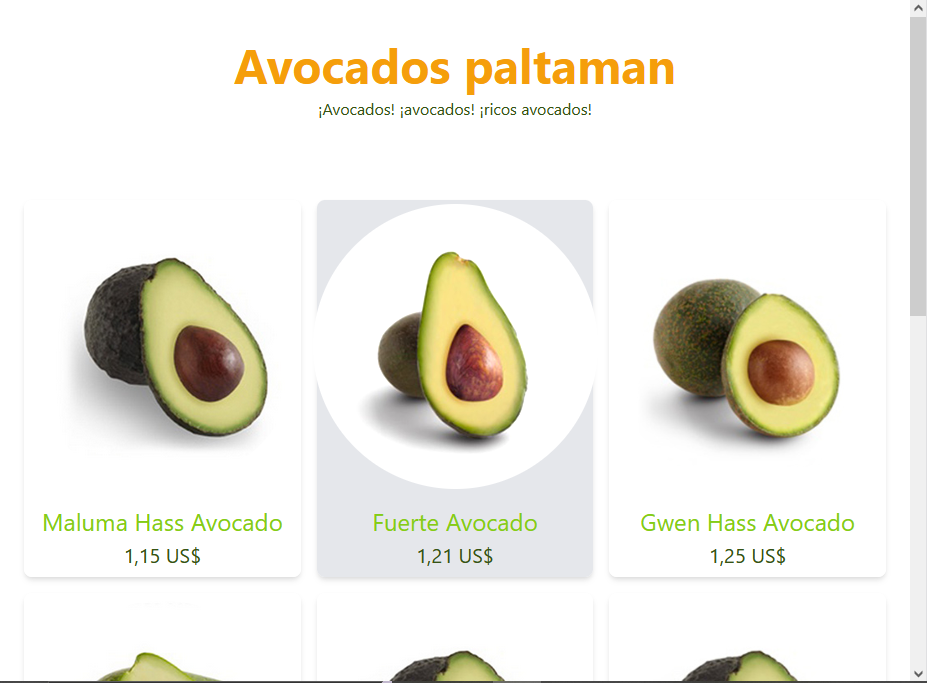 Avocados paltaman
¡Avocados! ¡avocados! ¡ricos avocados!
Maluma Hass Avocado
1,15 US$
Fuerte Avocado
1,21 US$
Gwen Hass Avocado
1,25 US$